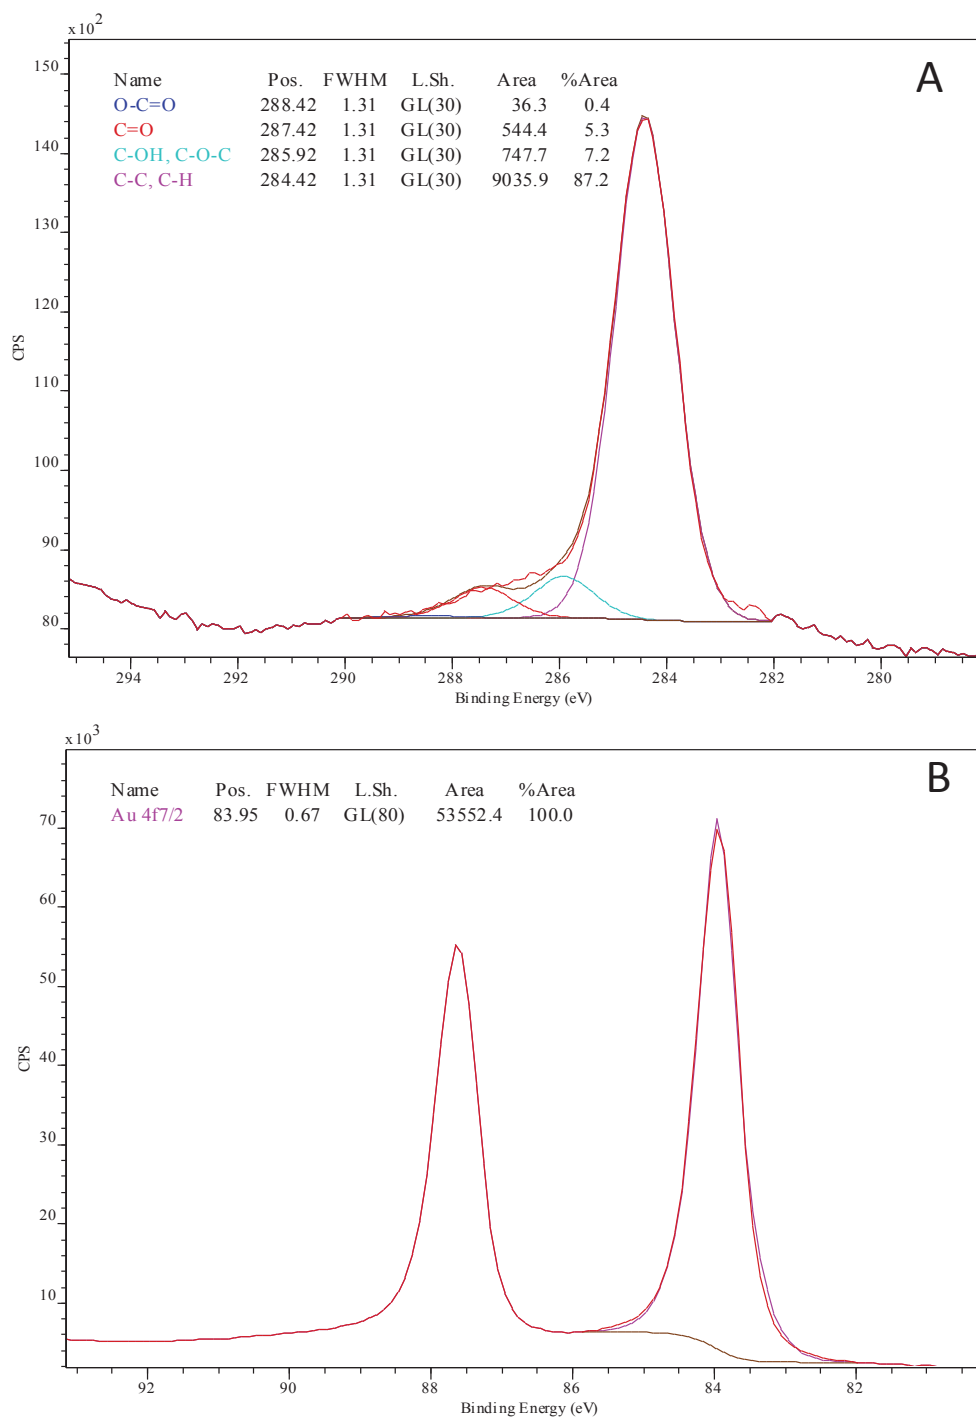 x10^2
A
Name Pos. FWHM L.Sh. Area %Area
O-C=O 288.42 1.31 GL(30) 36.3 0.4
C=O 287.42 1.31 GL(30) 544.4 5.3
C-OH, C-O-C 285.92 1.31 GL(30) 747.7 7.2
C-C, C-H 284.42 1.31 GL(30) 9035.9 87.2
150
140
130
120
110
100
90
80
CPS
294 292 290 288 286 284 282 280
Binding Energy (eV)
x10^3
B
Name Pos. FWHM L.Sh. Area %Area
Au 4f7/2 83.95 0.67 GL(80) 53552.4 100.0
70
60
50
40
30
20
10
CPS
92 90 88 86 84 82
Binding Energy (eV)